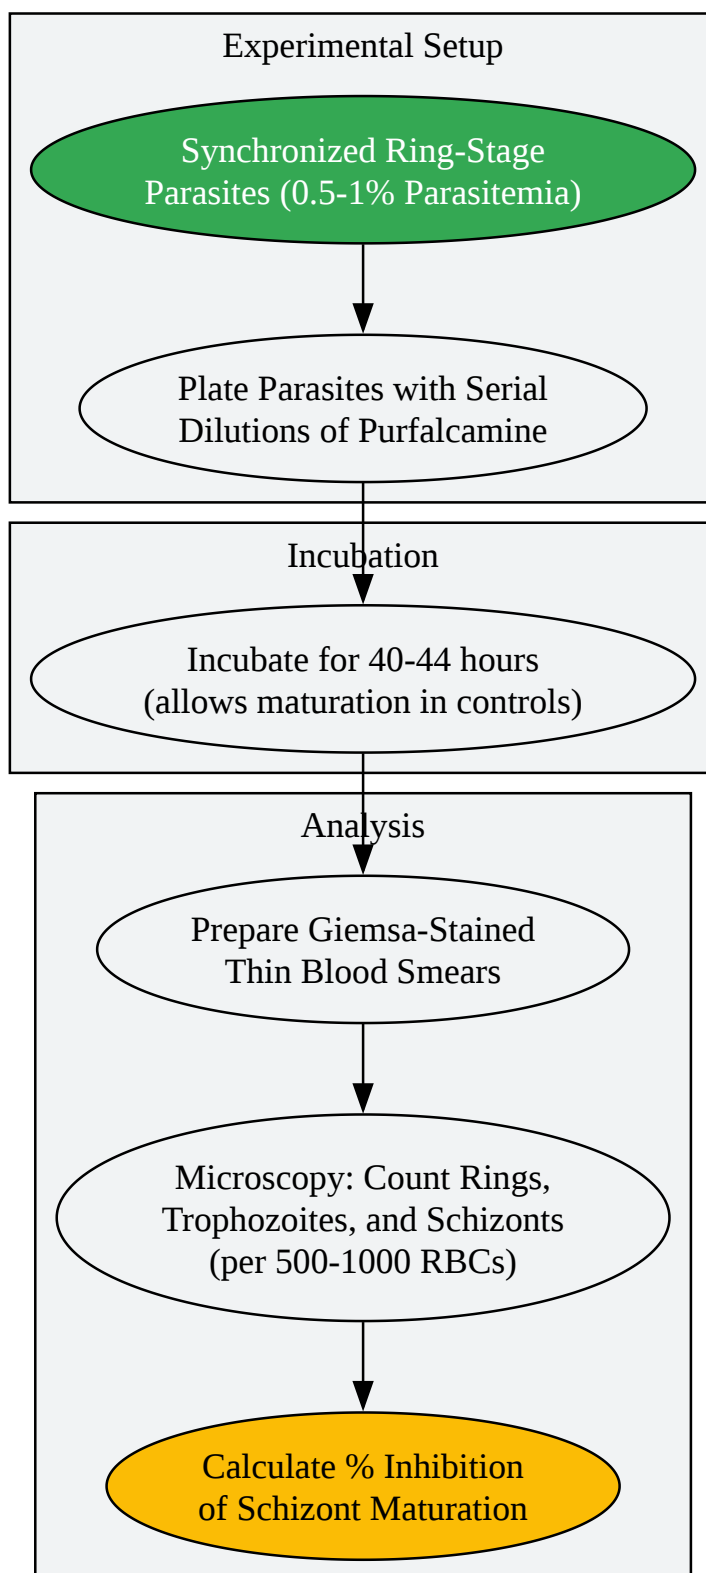 Experimental Setup
Synchronized Ring-Stage
Parasites (0.5-1% Parasitemia)
Plate Parasites with Serial
Dilutions of Purfalcamine
Incubation
Incubate for 40-44 hours
(allows maturation in controls)
Analysis
Prepare Giemsa-Stained
Thin Blood Smears
Microscopy: Count Rings,
Trophozoites, and Schizonts
(per 500-1000 RBCs)
Calculate % Inhibition
of Schizont Maturation